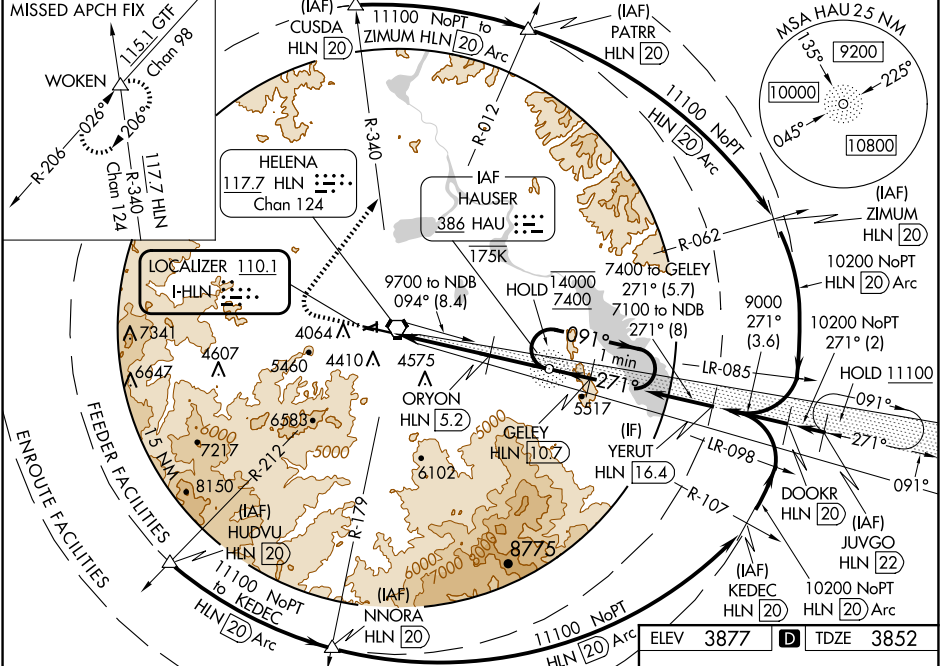 MISSED APCH FIX
115.1 GTF
Chan 98
WOKEN
026°
206°
R-206
R-340
117.7 HLN
Chan 124
(IAF)
CUSDA
HLN 20
11100 NoPT to
ZIMUM HLN 20 Arc
(IAF)
PATRR
HLN 20
MSA HAU 25 NM
135°
9200
225°
10000
045°
10800
R-340
R-012
11100 NoPT
HLN 20 Arc
HELENA
117.7 HLN
Chan 124
IAF
HAUSER
386 HAU
175K
(IAF)
ZIMUM
HLN 20
R-062
10200 NoPT
HLN 20 Arc
LOCALIZER 110.1
I-HLN
9700 to NDB
094° (8.4)
HOLD
14000
7400
7400 to GELEY
271° (5.7)
7100 to NDB
271° (8)
9000
271°
(3.6)
10200 NoPT
271° (2)
HOLD 11100
091°
271°
091°
091°
min
271°
LR-085
LR-098
7341
4607
6647
4064
5460
4410
4575
ORYON
HLN 5.2
5517
GELEY
HLN 10.7
(IF)
YERUT
HLN 16.4
6583
6000
5000
7217
R-212
8150
15 NM
FEEDER FACILITIES
ENROUTE FACILITIES
6102
5000
6000
7000
8000
8775
R-107
DOOKR
HLN 20
(IAF)
JUVGO
HLN 22
(IAF)
HUDVU
HLN 20
R-179
(IAF)
NNORA
HLN 20
11100 NoPT
to KEDEC
HLN 20 Arc
11100 NoPT
HLN 20 Arc
(IAF)
KEDEC
HLN 20
10200 NoPT
HLN 20 Arc
ELEV 3877 D TDZE 3852